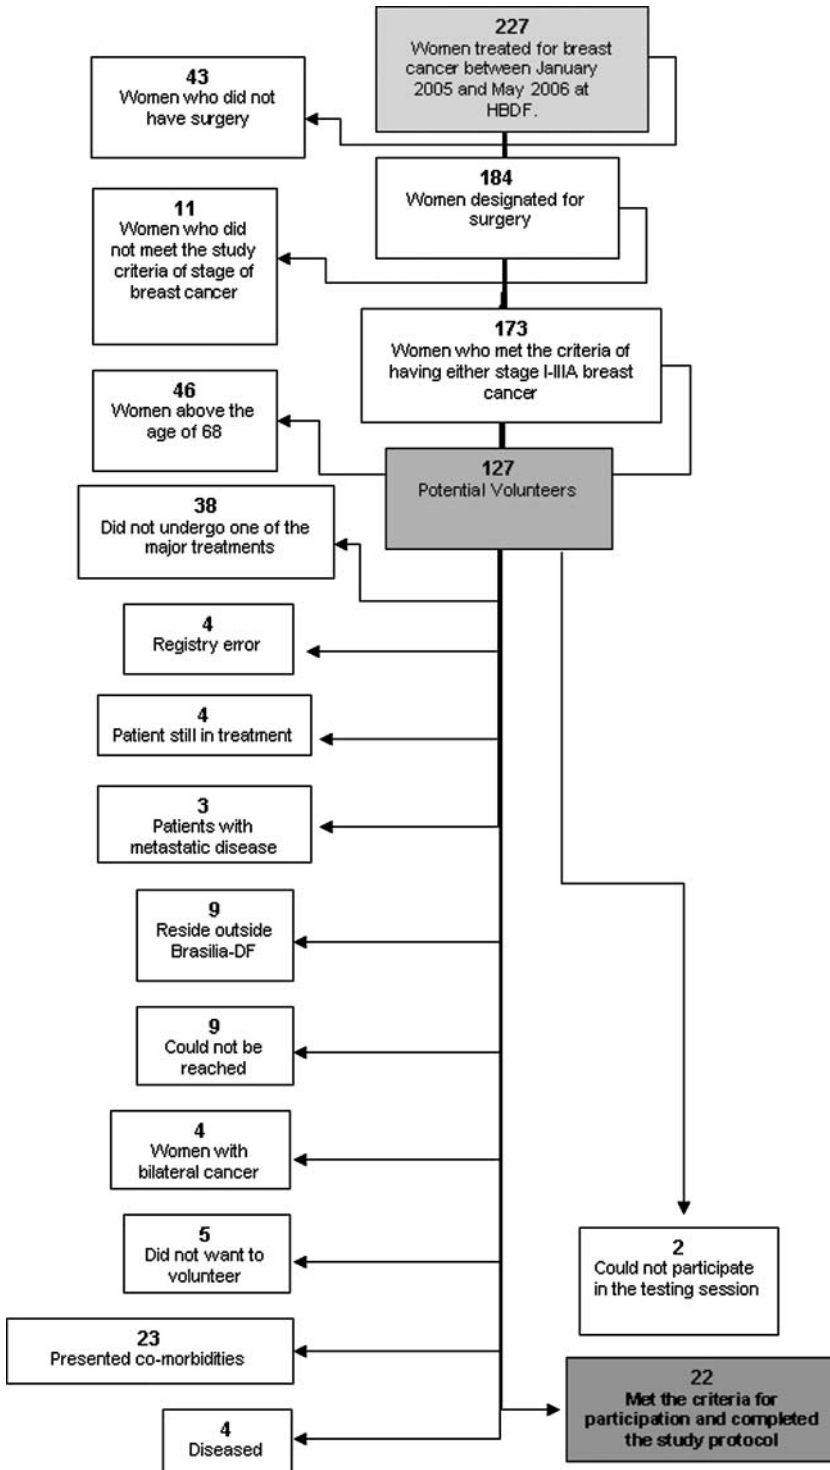 227
Women treated for breast
cancer between January
2005 and May 2006 at
HBDF.
43
Women who did not
have surgery
184
Women designated for
surgery
11
Women who did
not meet the study
criteria of stage of
breast cancer
173
Women who met the criteria of
having either stage I-IIIA breast
cancer
46
Women above the
age of 68
127
Potential Volunteers
38
Did not undergo one of the
major treatments
4
Registry error
4
Patient still in treatment
3
Patients with
metastatic disease
9
Reside outside
Brasilia-DF
9
Could not be
reached
4
Women with
bilateral cancer
5
Did not want to
volunteer
2
Could not participate
in the testing session
23
Presented co-morbidities
22
Met the criteria for
participation and completed
the study protocol
4
Diseased